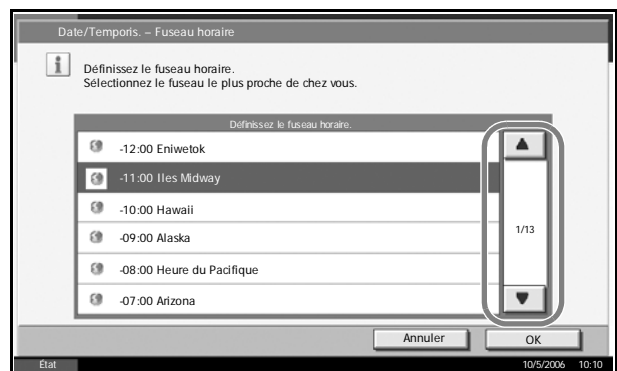 Date/Temporis. – Fuseau horaire
Définissez le fuseau horaire.
Sélectionnez le fuseau le plus proche de chez vous.
Définissez le fuseau horaire.
-12:00 Eniwetok
-11:00 Iles Midway
-10:00 Hawaii
-09:00 Alaska
-08:00 Heure du Pacifique
-07:00 Arizona
1/13
Annuler
OK
État
10/5/2006 10:10